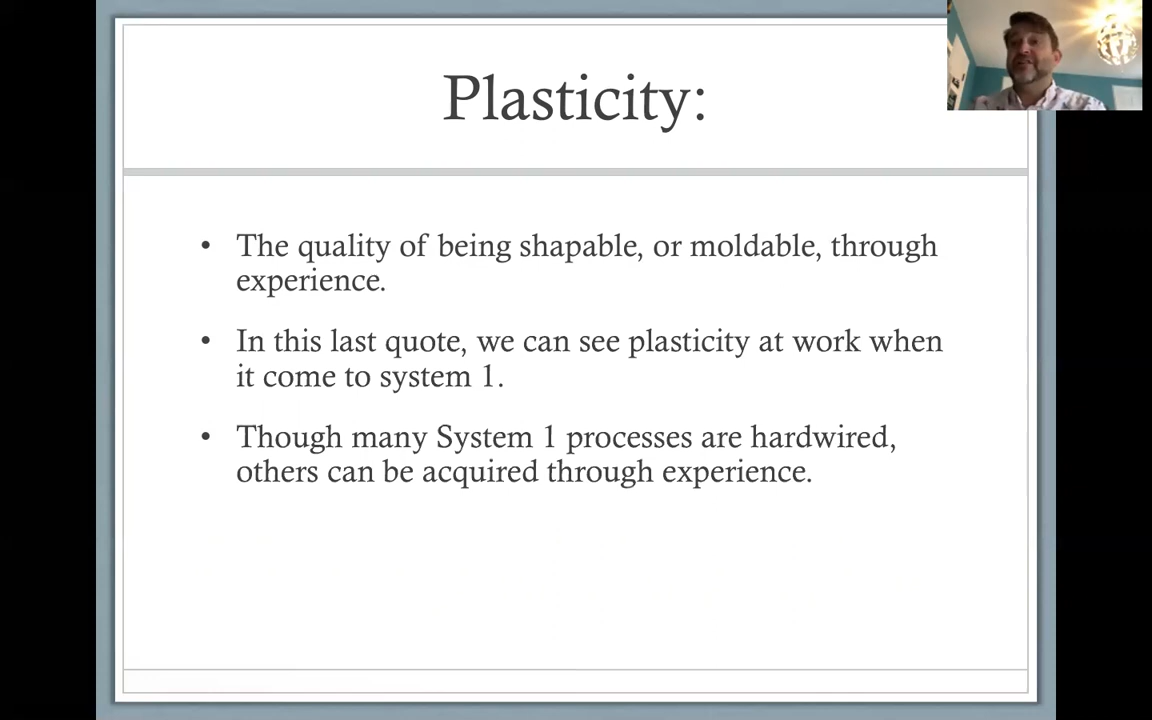 Plasticity:
• The quality of being shapable, or moldable, through
experience.
• In this last quote, we can see plasticity at work when
it come to system 1.
• Though many System 1 processes are hardwired,
others can be acquired through experience.